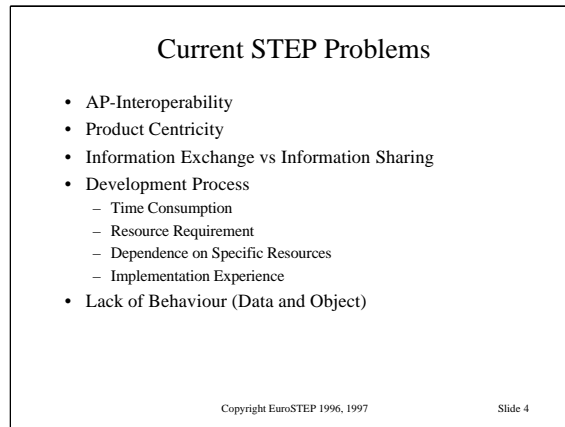 Current STEP Problems
• AP-Interoperability
• Product Centricity
• Information Exchange vs Information Sharing
• Development Process
– Time Consumption
– Resource Requirement
– Dependence on Specific Resources
– Implementation Experience
• Lack of Behaviour (Data and Object)
Copyright EuroSTEP 1996, 1997 Slide 4